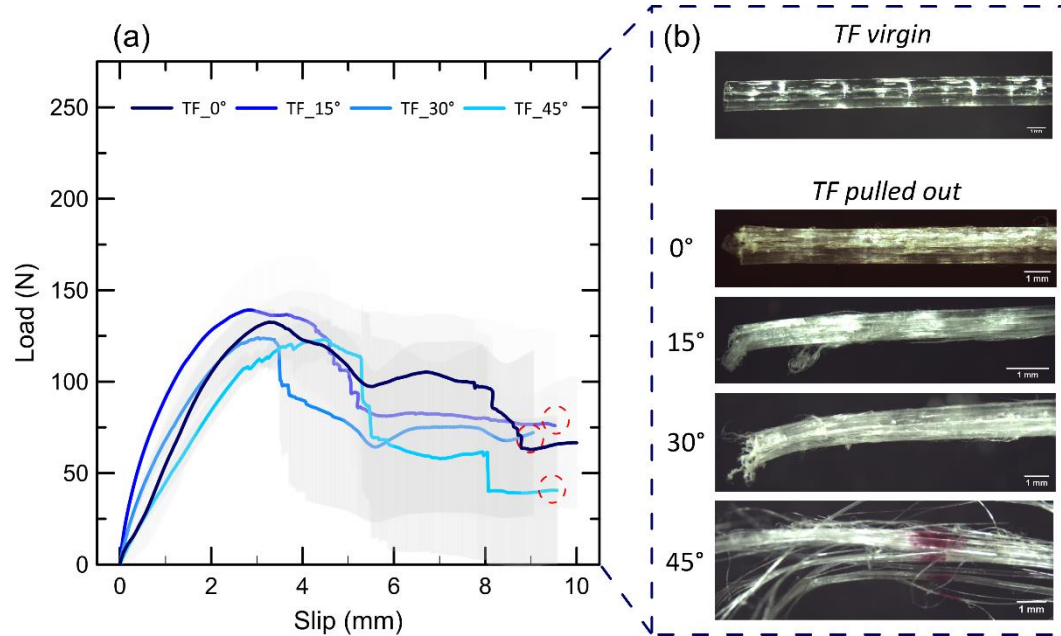 (a)
250
200
150
100
50
0
Load (N)
TF_0° TF_15° TF_30° TF_45°
0 2 4 6 8 10
Slip (mm)
(b)
TF virgin
1 mm
TF pulled out
0°
1 mm
15°
1 mm
30°
1 mm
45°
1 mm